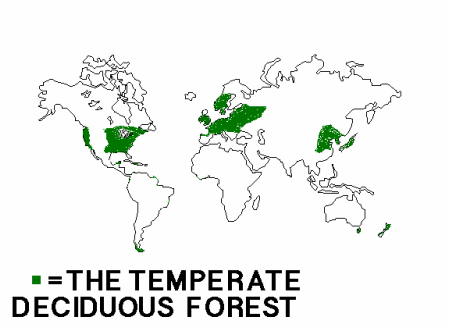 =THE TEMPERATE
DECIDUOUS FOREST